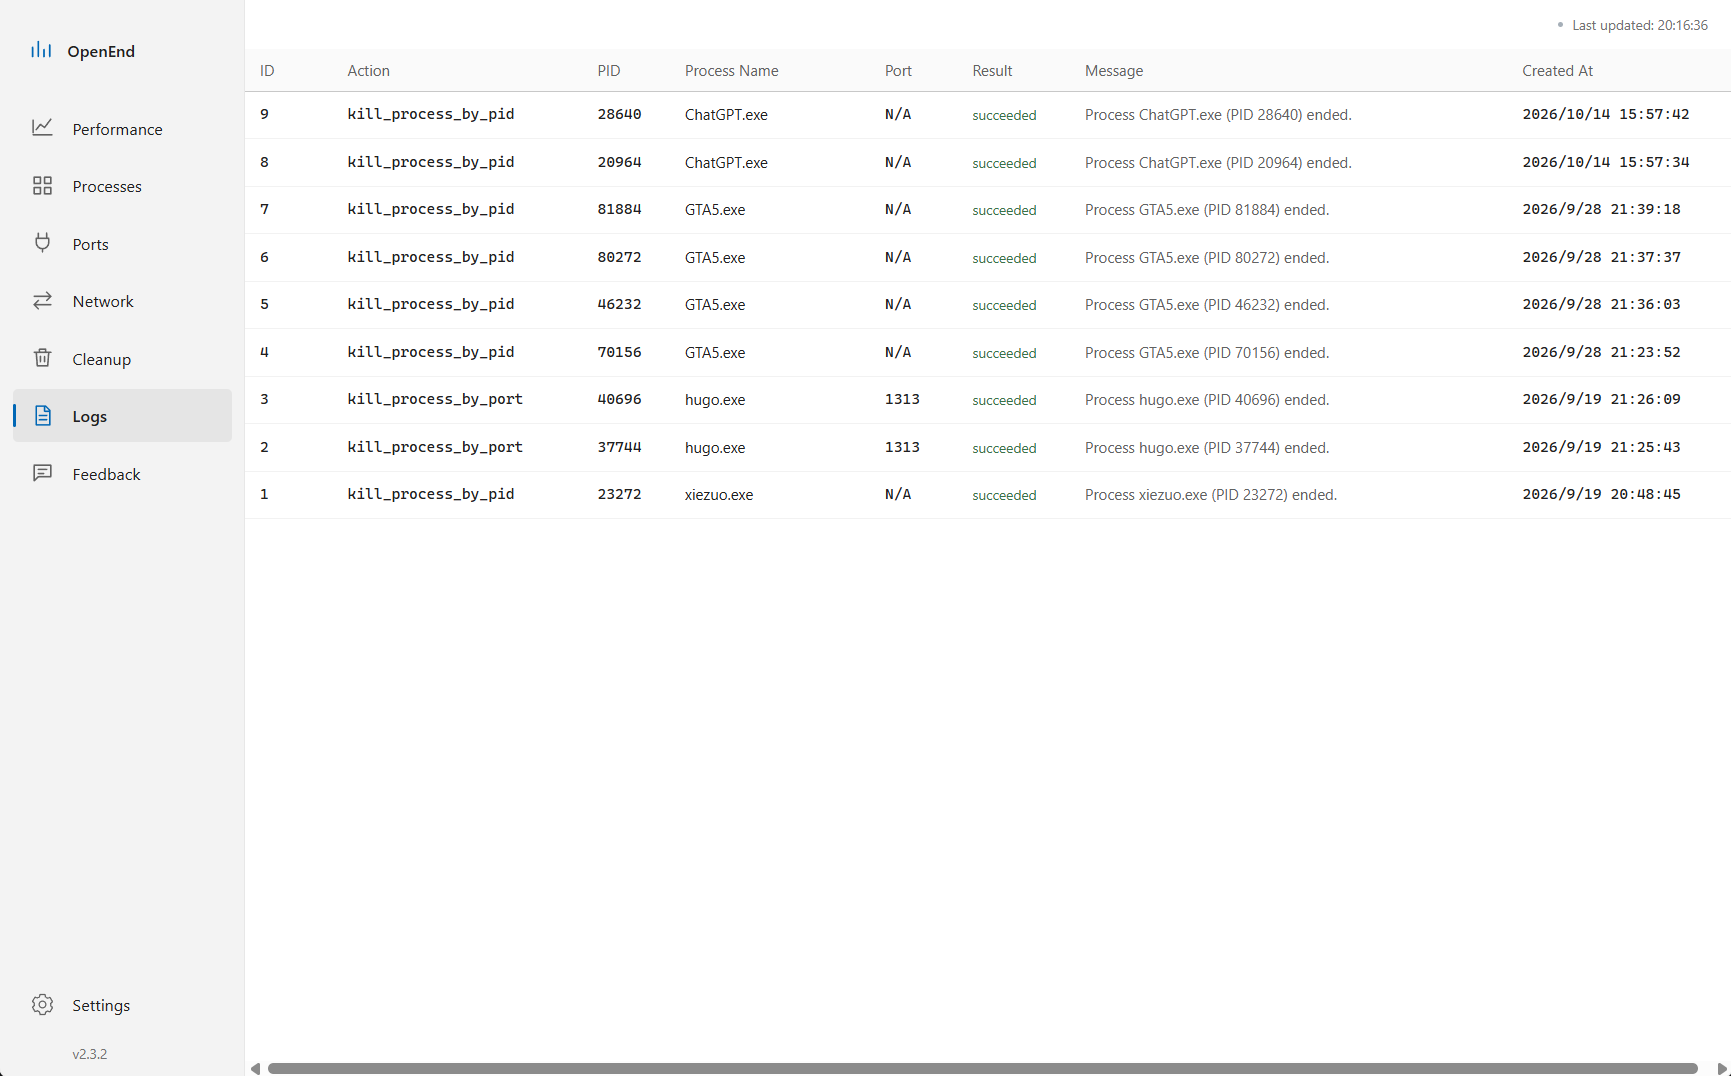 OpenEnd
Performance
Processes
Ports
Network
Cleanup
Logs
Feedback
Settings
v2.3.2
Last updated: 20:16:36
ID Action PID Process Name Port Result Message Created At
9 kill_process_by_pid 28640 ChatGPT.exe N/A succeeded Process ChatGPT.exe (PID 28640) ended. 2026/10/14 15:57:42
8 kill_process_by_pid 20964 ChatGPT.exe N/A succeeded Process ChatGPT.exe (PID 20964) ended. 2026/10/14 15:57:34
7 kill_process_by_pid 81884 GTA5.exe N/A succeeded Process GTA5.exe (PID 81884) ended. 2026/9/28 21:39:18
6 kill_process_by_pid 80272 GTA5.exe N/A succeeded Process GTA5.exe (PID 80272) ended. 2026/9/28 21:37:37
5 kill_process_by_pid 46232 GTA5.exe N/A succeeded Process GTA5.exe (PID 46232) ended. 2026/9/28 21:36:03
4 kill_process_by_pid 70156 GTA5.exe N/A succeeded Process GTA5.exe (PID 70156) ended. 2026/9/28 21:23:52
3 kill_process_by_port 40696 hugo.exe 1313 succeeded Process hugo.exe (PID 40696) ended. 2026/9/19 21:26:09
2 kill_process_by_port 37744 hugo.exe 1313 succeeded Process hugo.exe (PID 37744) ended. 2026/9/19 21:25:43
1 kill_process_by_pid 23272 xiezuo.exe N/A succeeded Process xiezuo.exe (PID 23272) ended. 2026/9/19 20:48:45